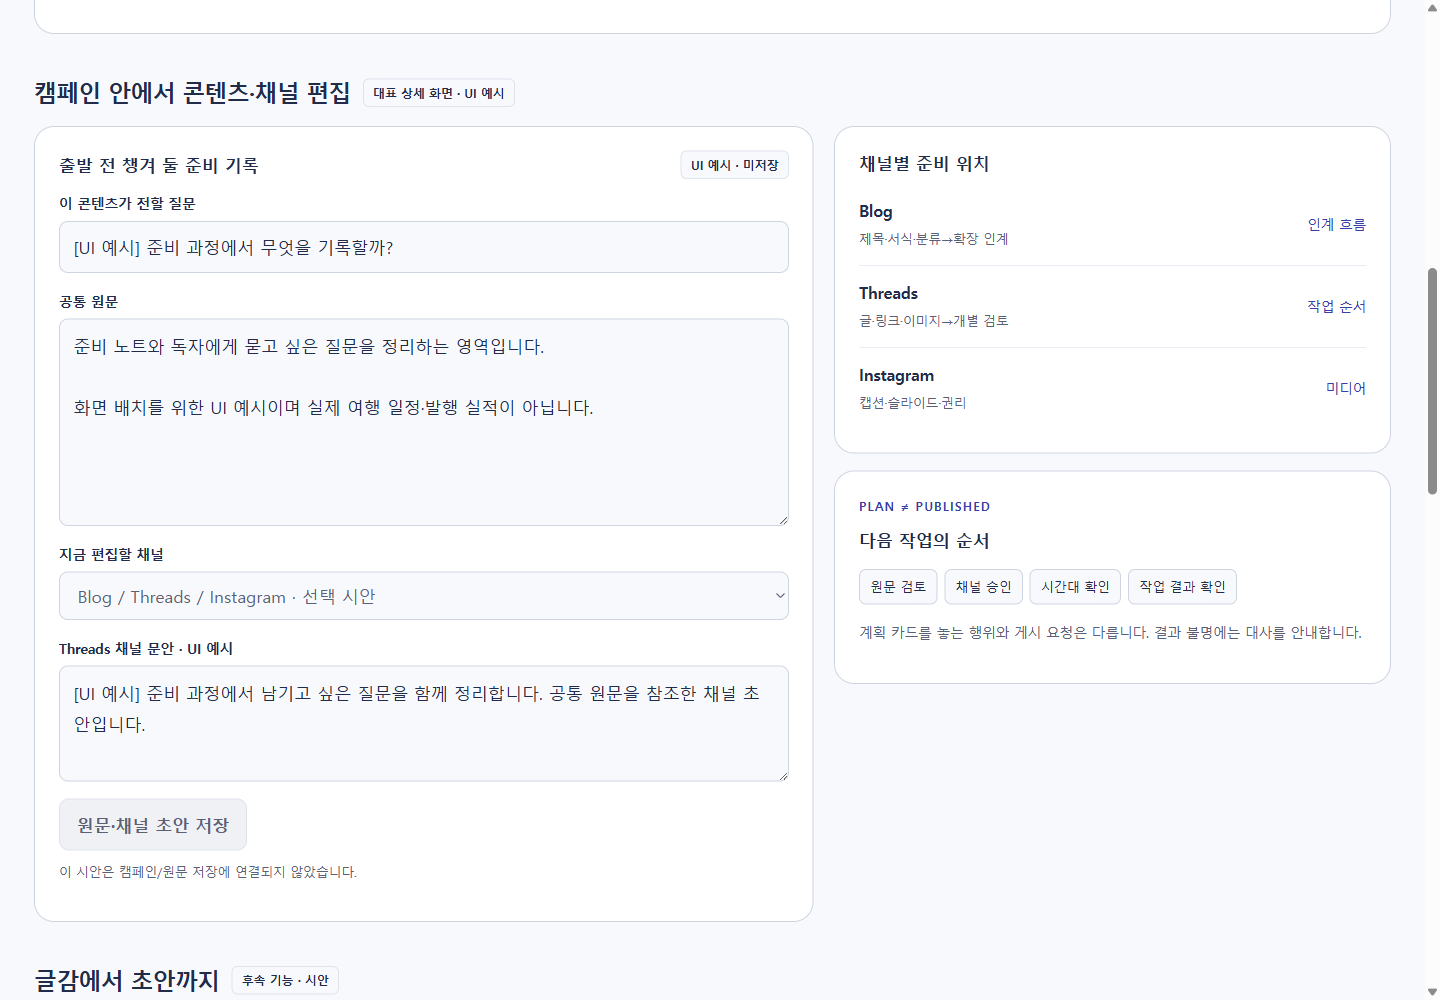 캠페인 안에서 콘텐츠·채널 편집
대표 상세 화면 · UI 예시
출발 전 챙겨 둘 준비 기록
UI 예시 · 미저장
이 콘텐츠가 전할 질문
[UI 예시] 준비 과정에서 무엇을 기록할까?
공통 원문
준비 노트와 독자에게 묻고 싶은 질문을 정리하는 영역입니다.
화면 배치를 위한 UI 예시이며 실제 여행 일정·발행 실적이 아닙니다.
지금 편집할 채널
Blog / Threads / Instagram · 선택 시안
Threads 채널 문안 · UI 예시
[UI 예시] 준비 과정에서 남기고 싶은 질문을 함께 정리합니다. 공통 원문을 참조한 채널 초
안입니다.
원문·채널 초안 저장
이 시안은 캠페인/원문 저장에 연결되지 않았습니다.
채널별 준비 위치
Blog
제목·서식·분류→확장 인계
인계 흐름
Threads
글·링크·이미지→개별 검토
작업 순서
Instagram
캡션·슬라이드·권리
미디어
PLAN ≠ PUBLISHED
다음 작업의 순서
원문 검토
채널 승인
시간대 확인
작업 결과 확인
계획 카드를 놓는 행위와 게시 요청은 다릅니다. 결과 불명에는 대사를 안내합니다.
글감에서 초안까지
후속 기능 · 시안